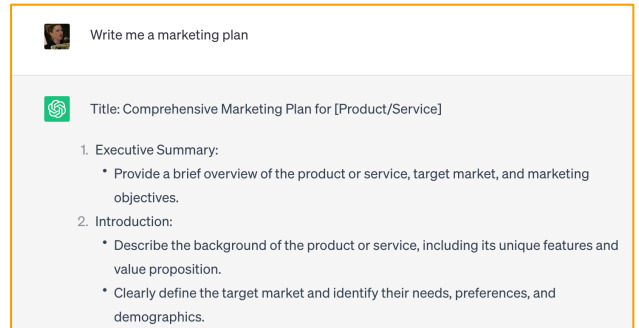 Write me a marketing plan
Title: Comprehensive Marketing Plan for [Product/Service]
1. Executive Summary:
• Provide a brief overview of the product or service, target market, and marketing
objectives.
2. Introduction:
• Describe the background of the product or service, including its unique features and
value proposition.
• Clearly define the target market and identify their needs, preferences, and
demographics.